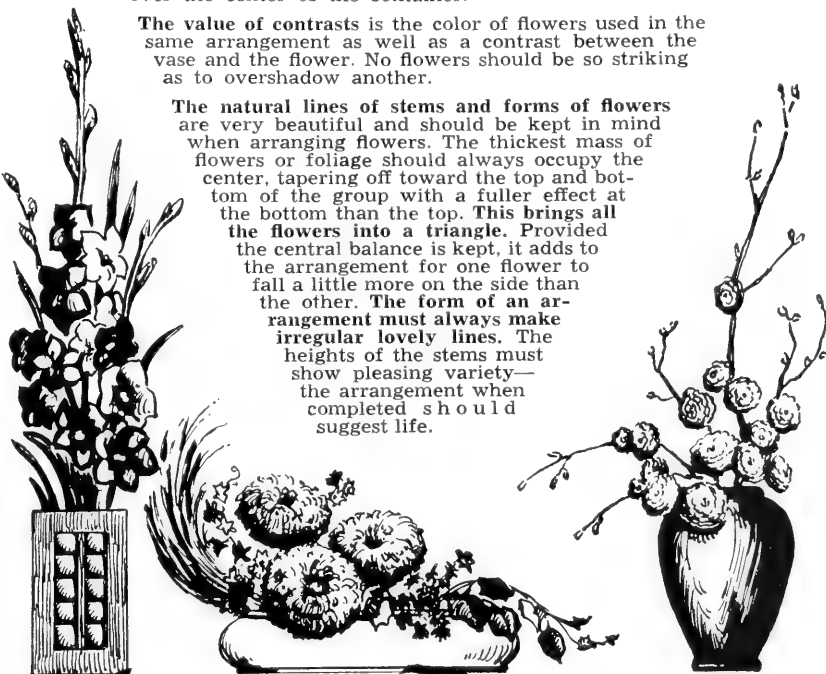 The value of contrasts is the color of flowers used in the
same arrangement as well as a contrast between the
vase and the flower. No flowers should be so striking
as to overshadow another.
The natural lines of stems and forms of flowers
are very beautiful and should be kept in mind
when arranging flowers. The thickest mass of
flowers or foliage should always occupy the
center, tapering off toward the top and bot-
tom of the group with a fuller effect at
the bottom than the top. This brings all
the flowers into a triangle. Provided
the central balance is kept, it adds to
the arrangement for one flower to
fall a little more on the side than
the other. The form of an ar-
rangement must always make
irregular lovely lines. The
heights of the stems must
show pleasing variety—
the arrangement when
completed should
suggest life.